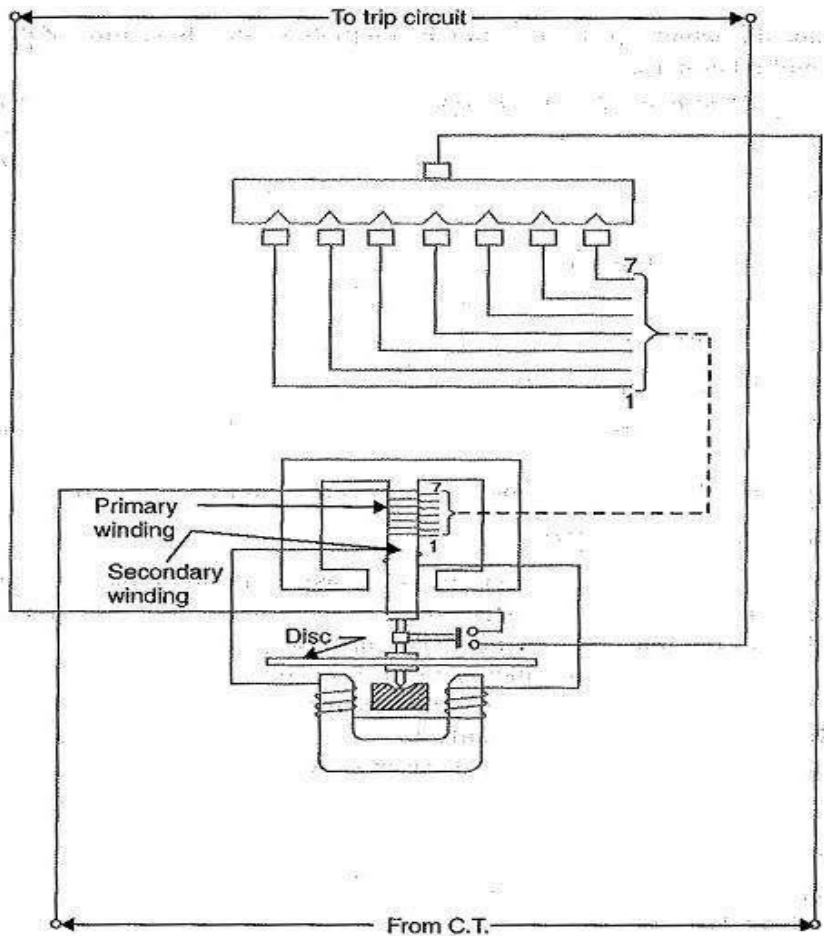 To trip circuit
7
1
7
Primary
winding
1
Secondary
winding
Disc
From C.T.